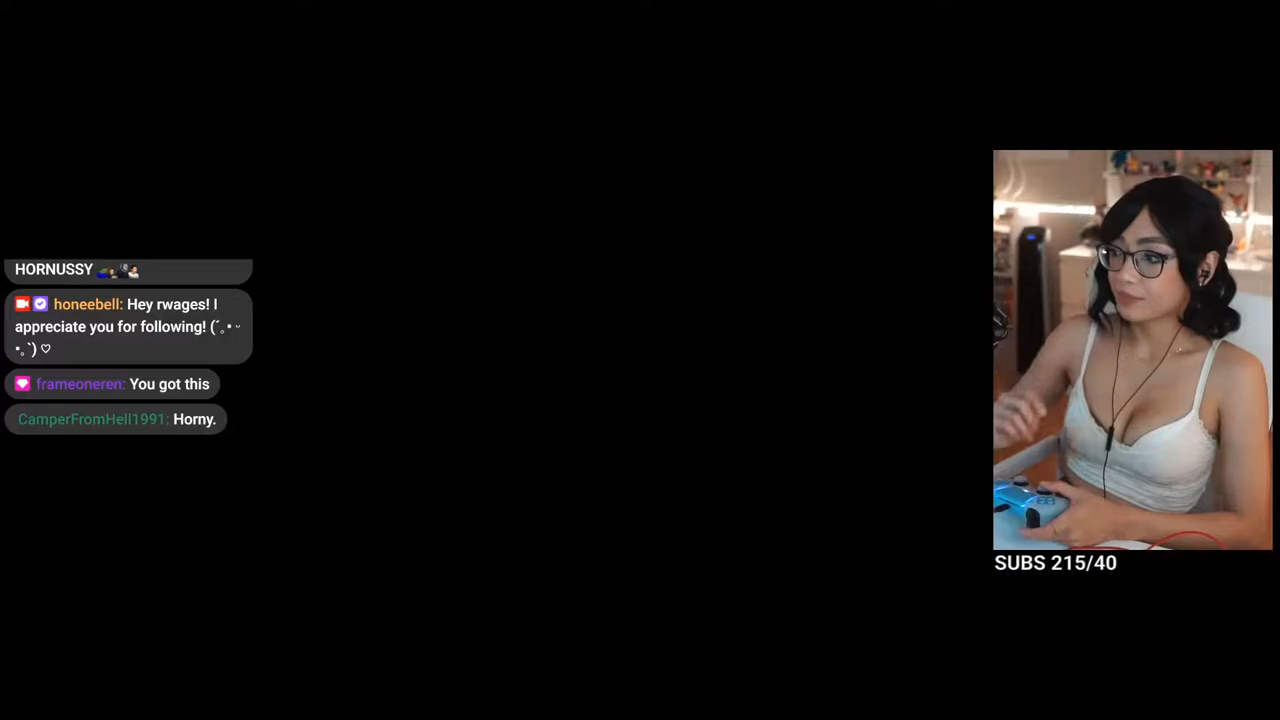 HORNUSSY
honeebell: Hey rwages! I
appreciate you for following! (´｡• ᵕ
•｡`) ♡
frameoneren: You got this
CamperFromHell1991: Horny.
SUBS 215/40